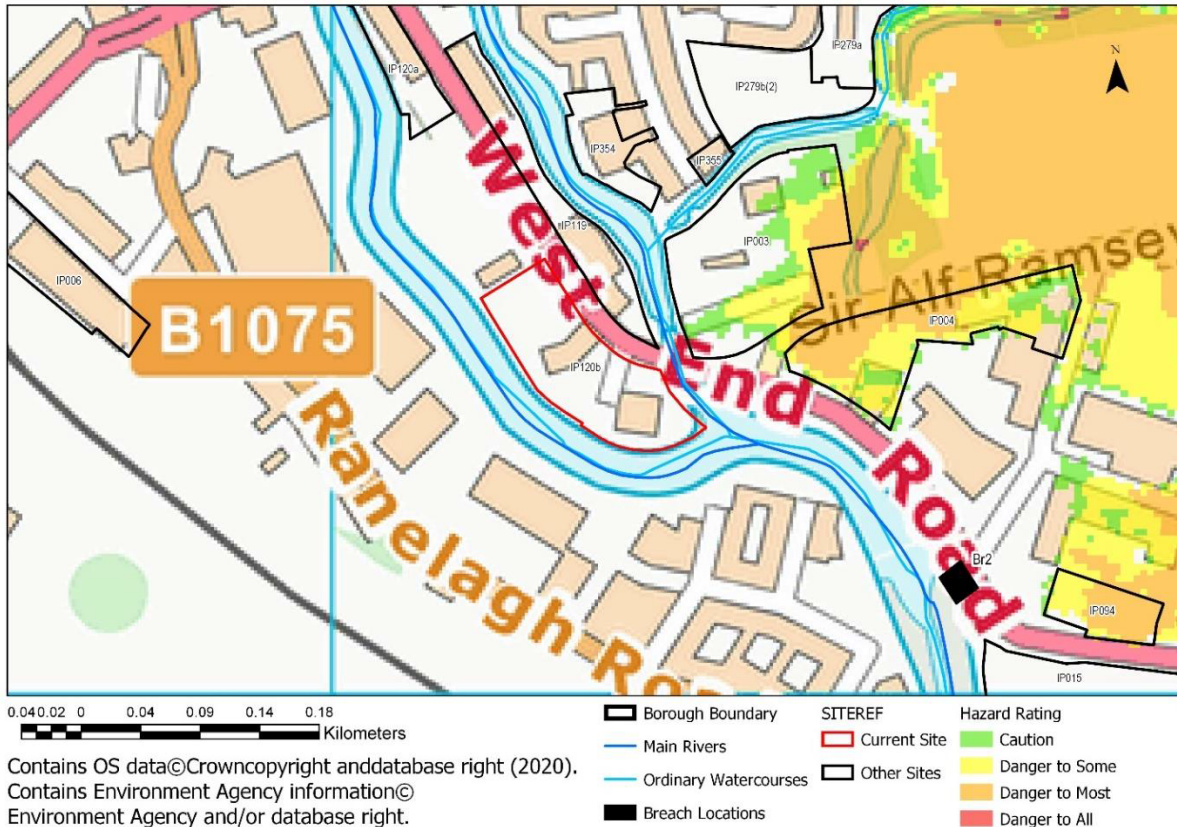 IP279a
N
IP120a
IP279b(2)
IP354
IP355
West End Road
IP119
IP003
Sir Alf Ramsey
IP006
B1075
IP004
IP120b
Ranelagh Roa
Br2
IP094
IP015
0.04 0.02 0 0.04 0.09 0.14 0.18
Kilometers
Contains OS data©Crowncopyright anddatabase right (2020).
Contains Environment Agency information©
Environment Agency and/or database right.
Borough Boundary
Main Rivers
Ordinary Watercourses
Breach Locations
SITEREF
Current Site
Other Sites
Hazard Rating
Caution
Danger to Some
Danger to Most
Danger to All